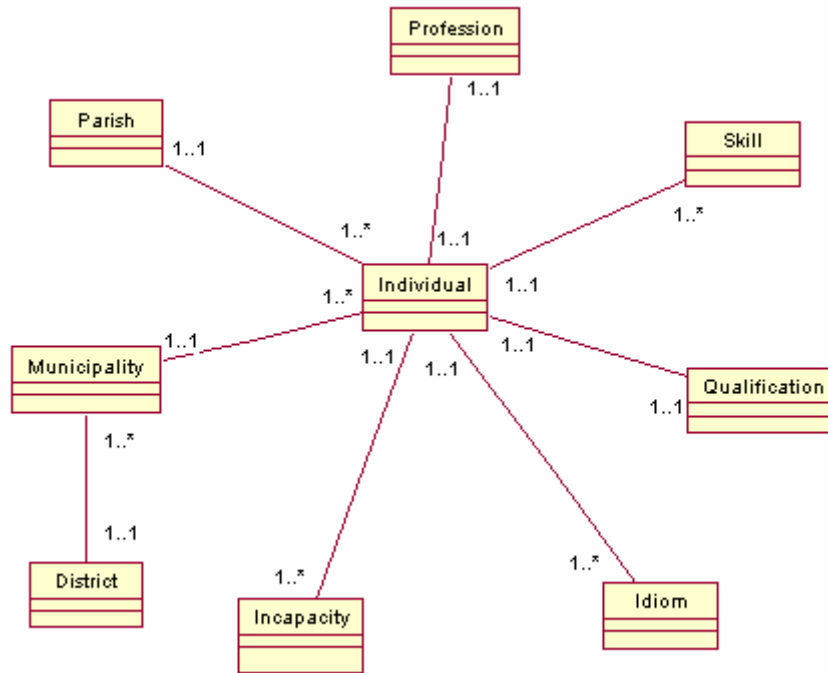 Profession
1..1
Parish
1..1
Skill
1..*
1..*
1..1
Individual
1..*
1..1
1..1
1..1
1..1
1..1
Municipality
Qualification
1..1
1..*
1..1
1..*
1..*
District
Incapacity
Idiom